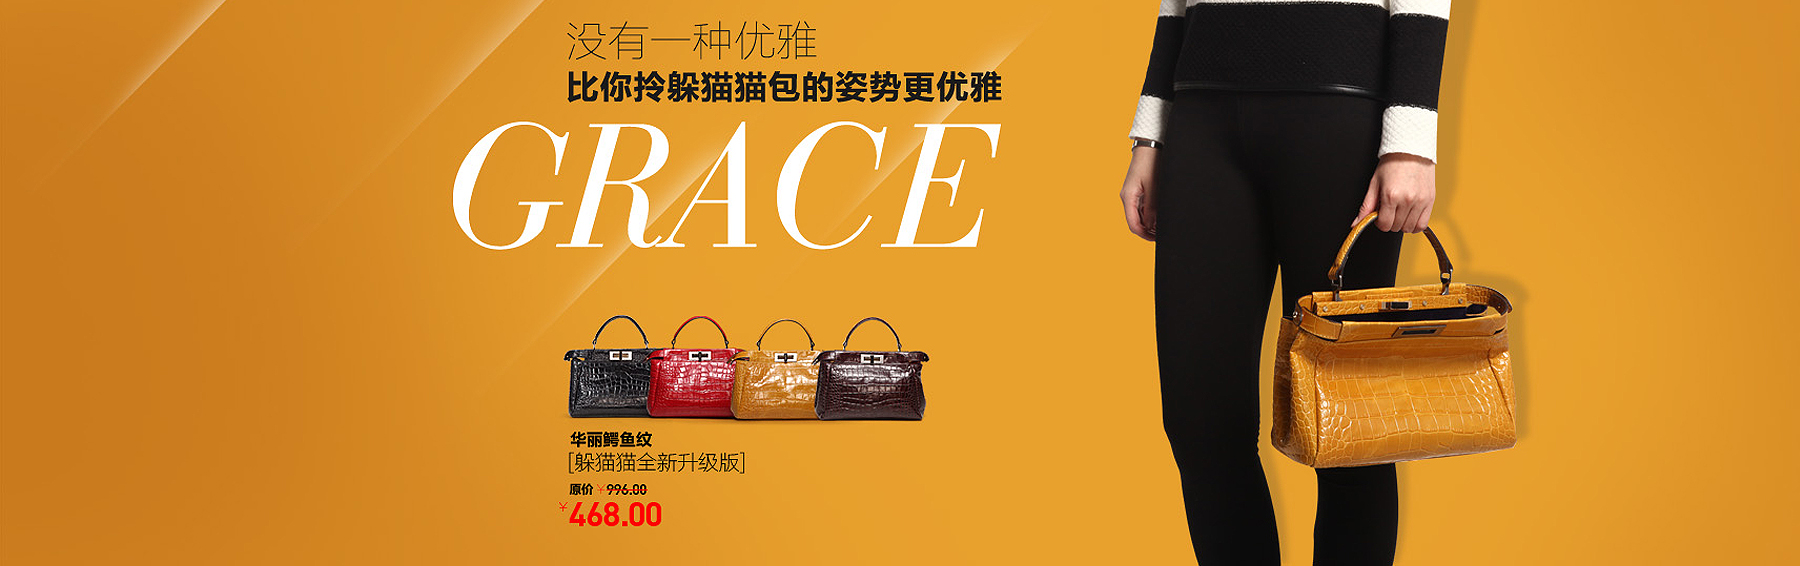 没有一种优雅
比你拎躲猫猫包的姿势更优雅
GRACE
华丽鳄鱼纹
[躲猫猫全新升级版]
原价￥996.00
￥468.00